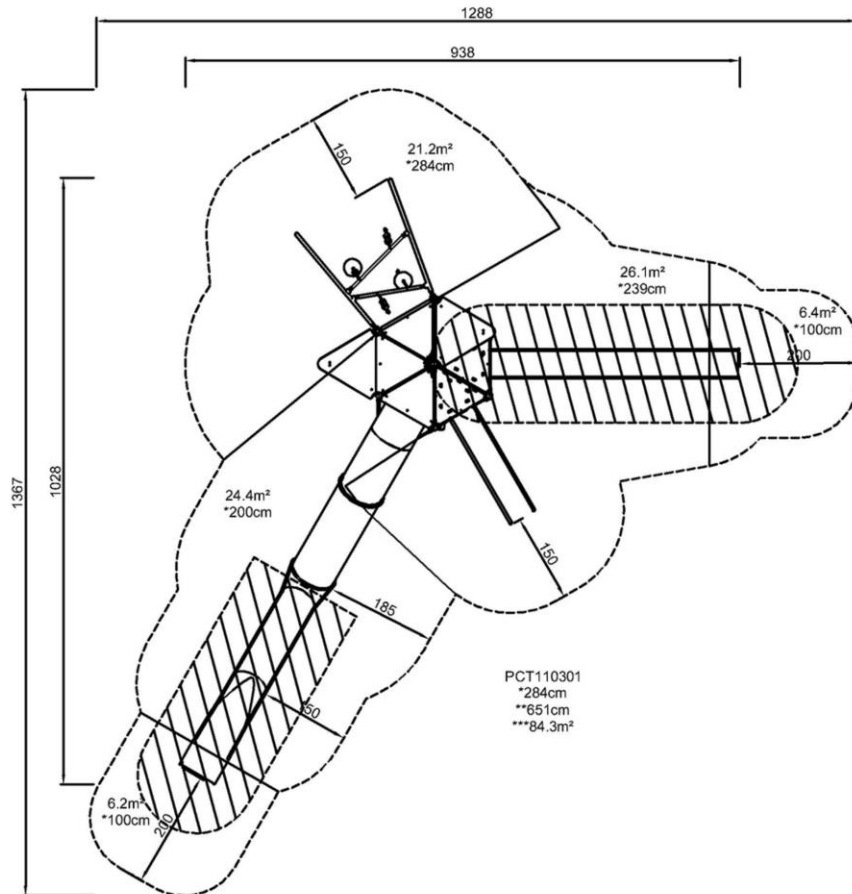 1288
938
150
21.2m²
*284cm
26.1m²
*239cm
6.4m²
*100cm
200
1367
1028
24.4m²
*200cm
150
185
PCT110301
*284cm
**651cm
***84.3m²
150
6.2m²
*100cm
200